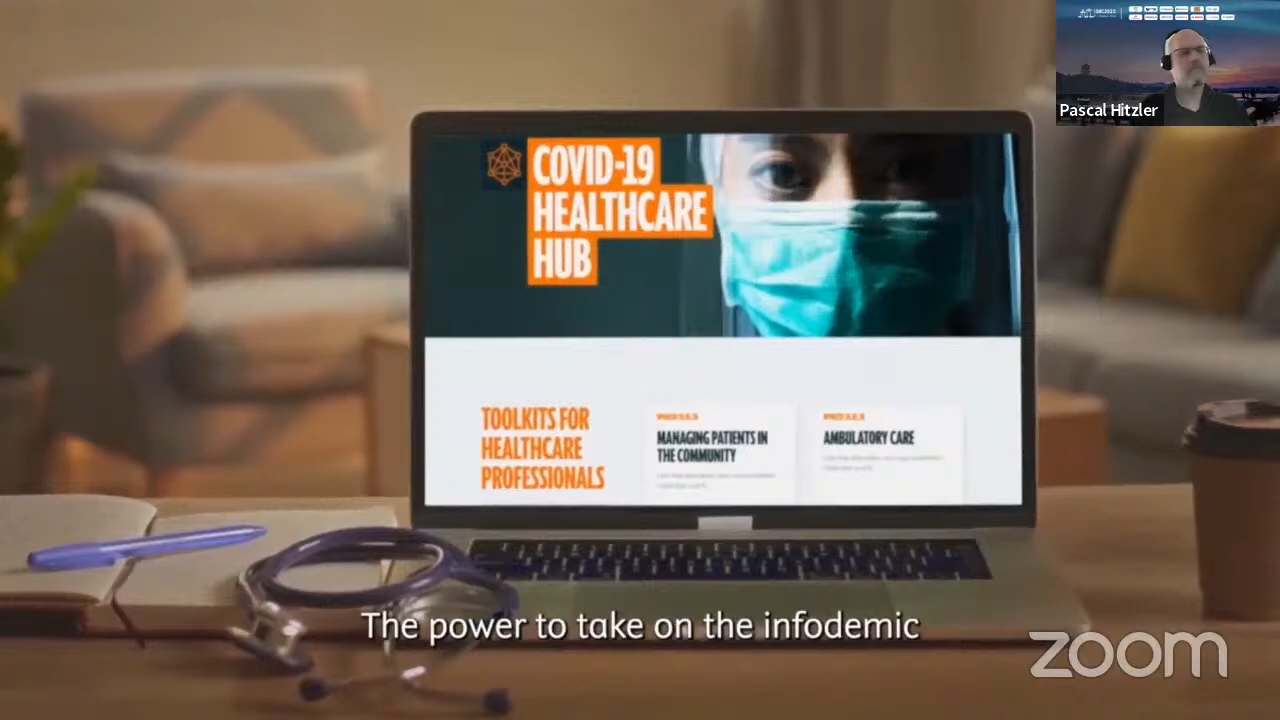 COVID-19
HEALTHCARE
HUB
TOOLKITS FOR
HEALTHCARE
PROFESSIONALS
MANAGING PATIENTS IN
THE COMMUNITY
AMBULATORY CARE
The power to take on the infodemic
Pascal Hitzler
zoom